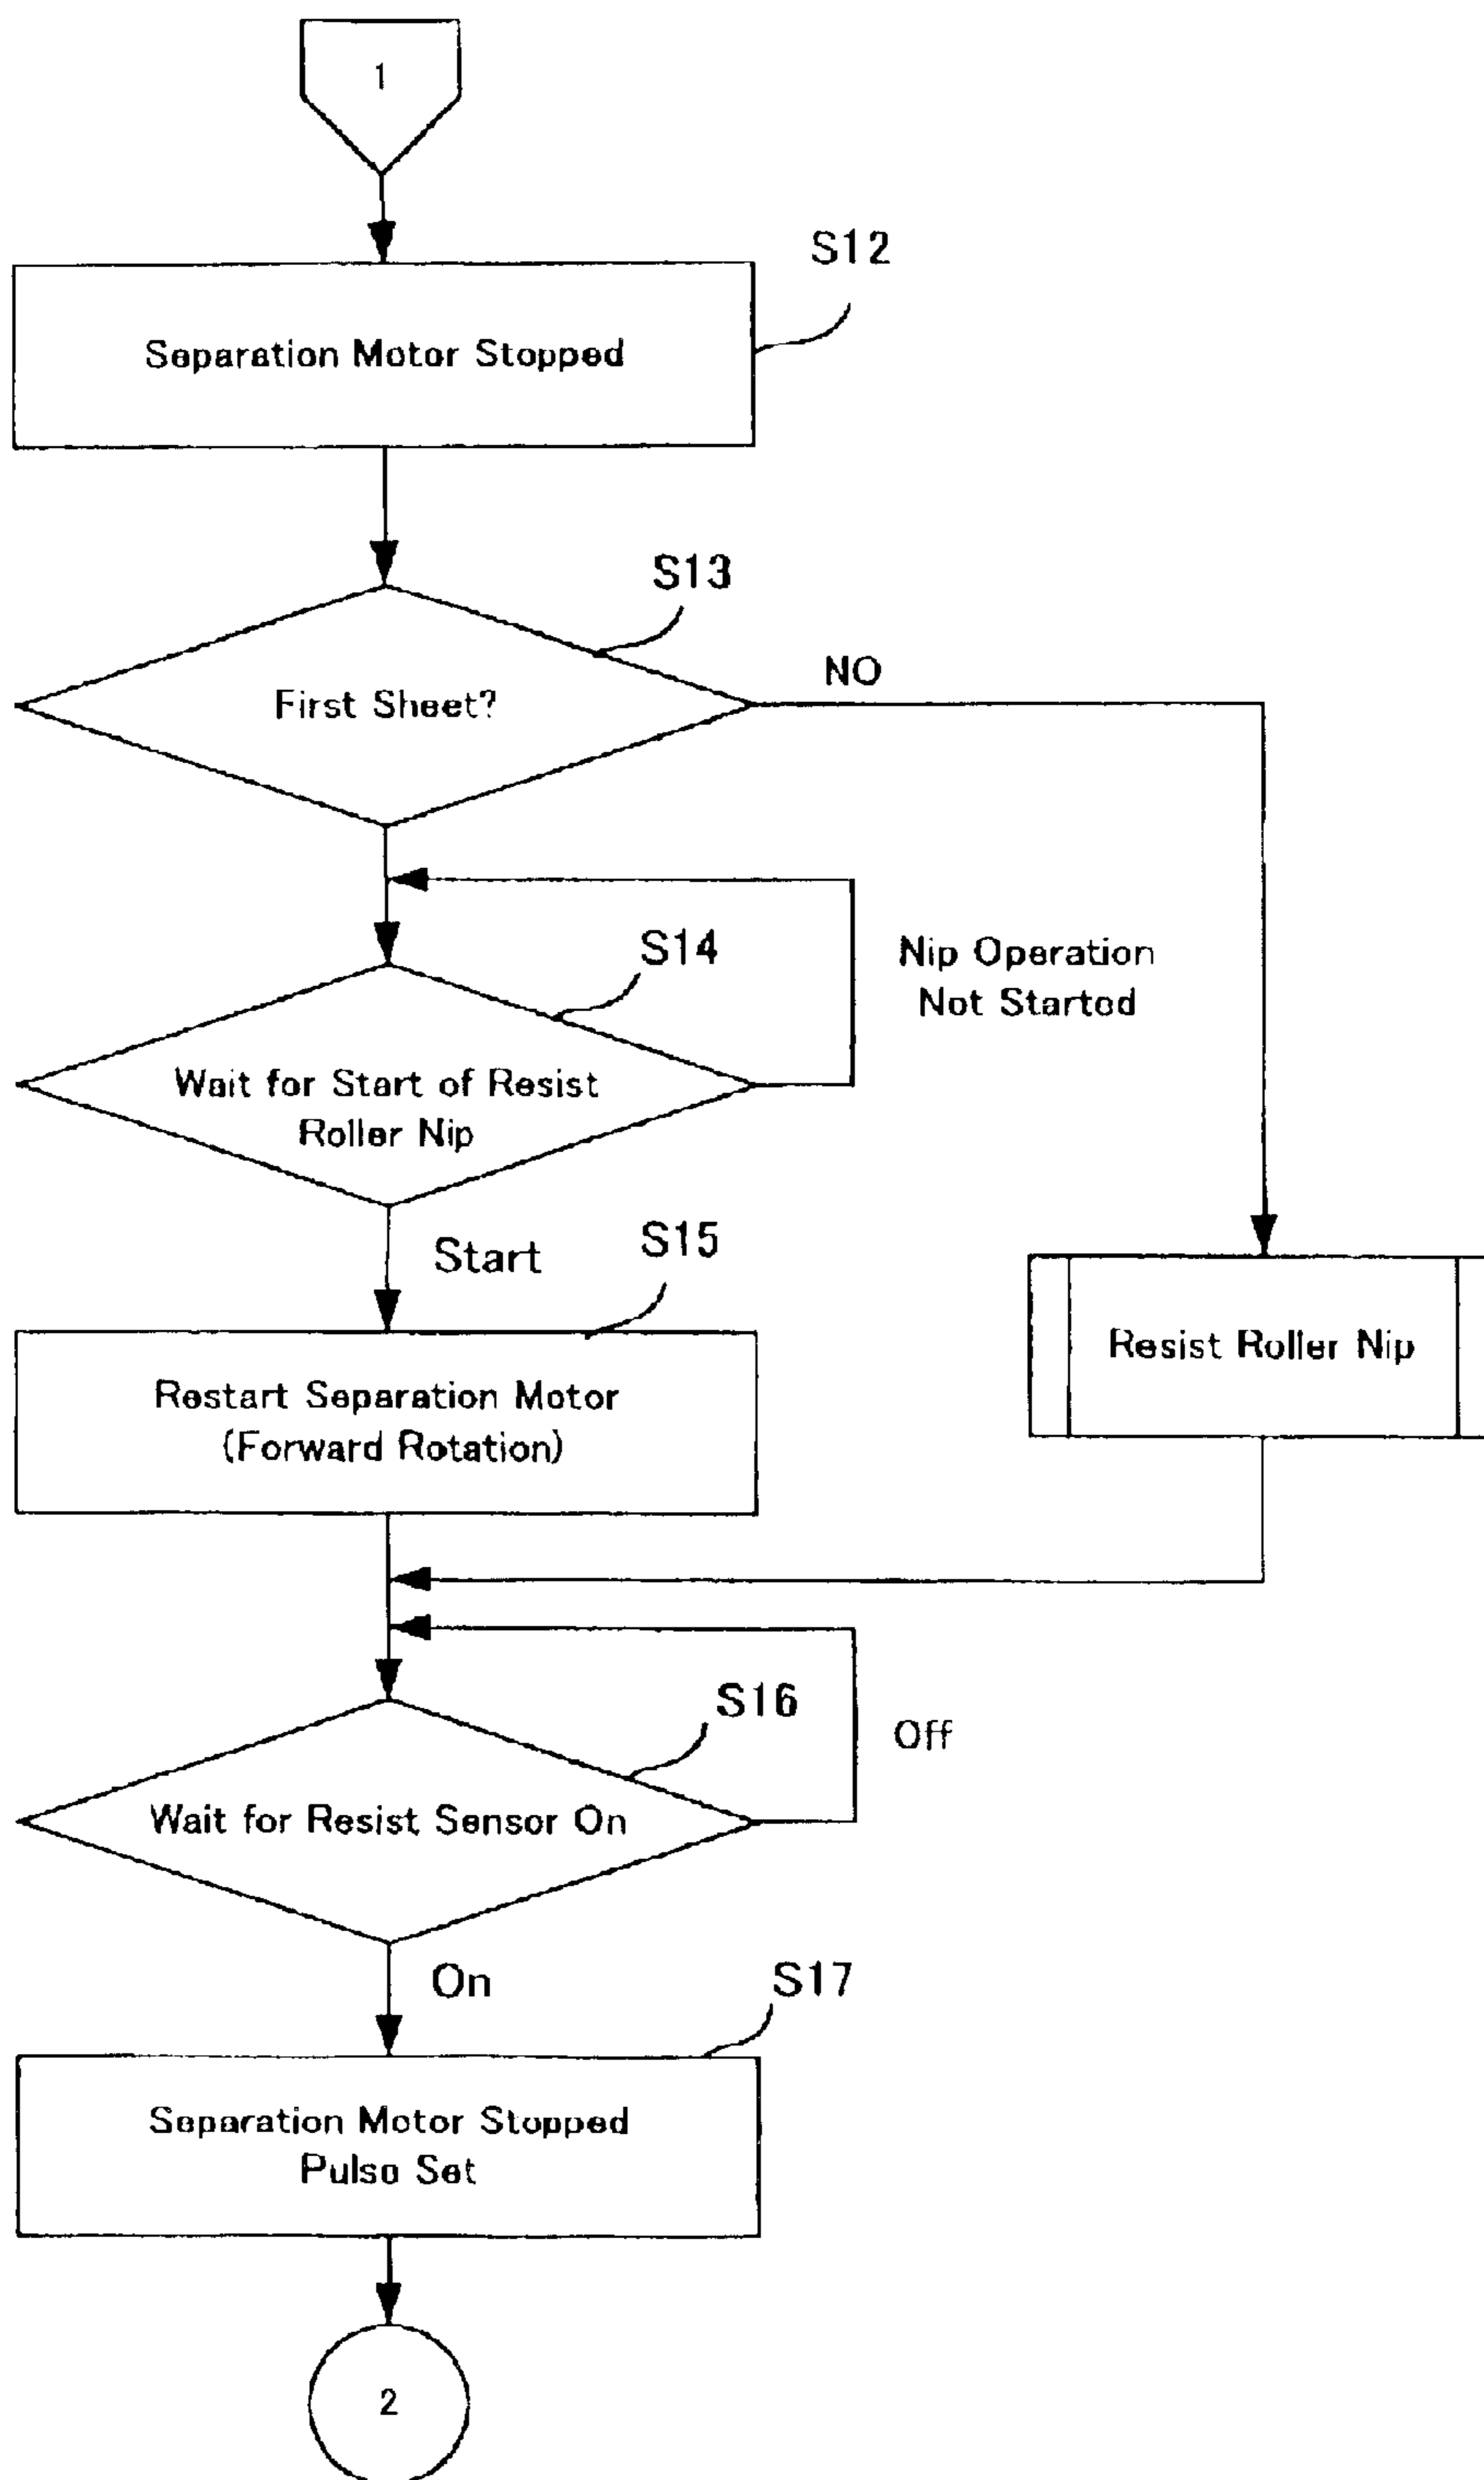 1
S12
Separation Motor Stopped
S13
First Sheet?
NO
S14
Nip Operation
Not Started
Wait for Start of Resist
Roller Nip
Start
S15
Restart Separation Motor
(Forward Rotation)
Resist Roller Nip
S16
Off
Wait for Resist Sensor On
On
S17
Separation Motor Stopped
Pulse Set
2